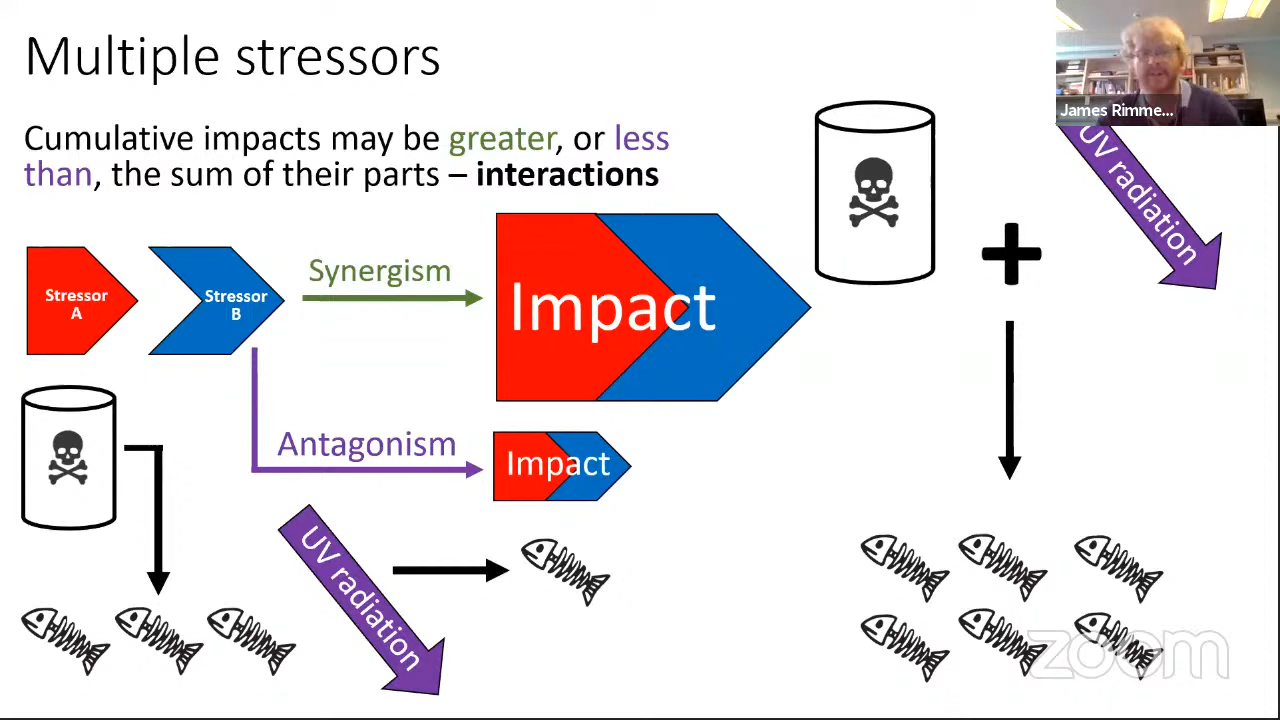 Multiple stressors
James Rimme...
Cumulative impacts may be greater, or less
than, the sum of their parts – interactions
UV radiation
Stressor
A
Stressor
B
Synergism
Impact
Antagonism
Impact
UV radiation
zoom